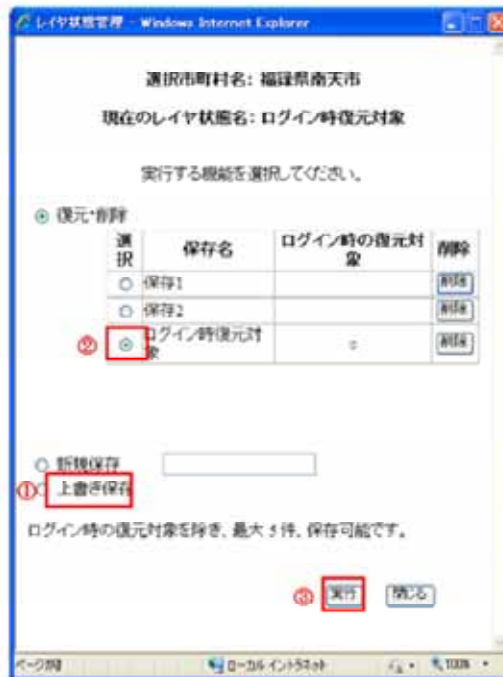 レイヤ状態管理 - Windows Internet Explorer
選択市町村名: 福録県南天市
現在のレイヤ状態名: ログイン時復元対象
実行する機能を選択してください。
復元・削除
選択 保存名 ログイン時の復元対象 削除
保存1 削除
保存2 削除
② ログイン時復元対象 ○ 削除
新規保存
① 上書き保存
ログイン時の復元対象を除き、最大5件、保存可能です。
③ 実行 閉じる
ページが表 ローカル イントラネット 100%